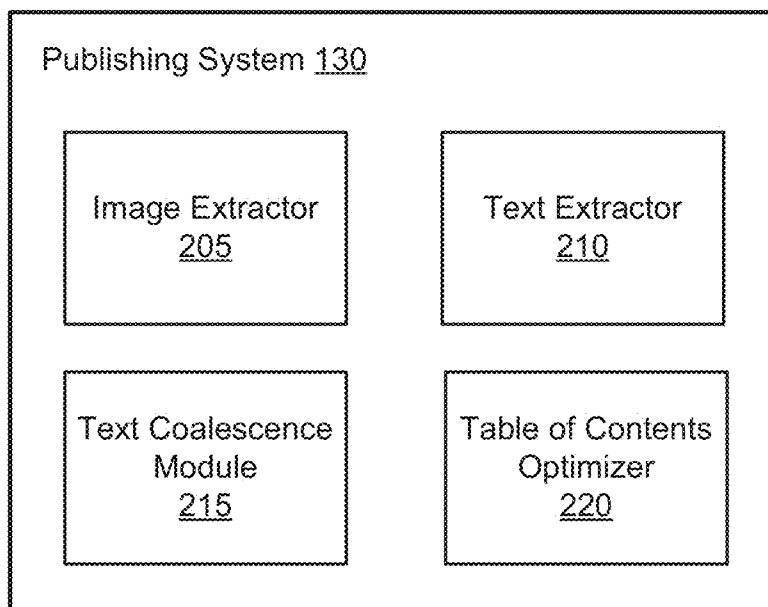 Publishing System 130
Image Extractor
205
Text Extractor
210
Text Coalescence
Module
215
Table of Contents
Optimizer
220